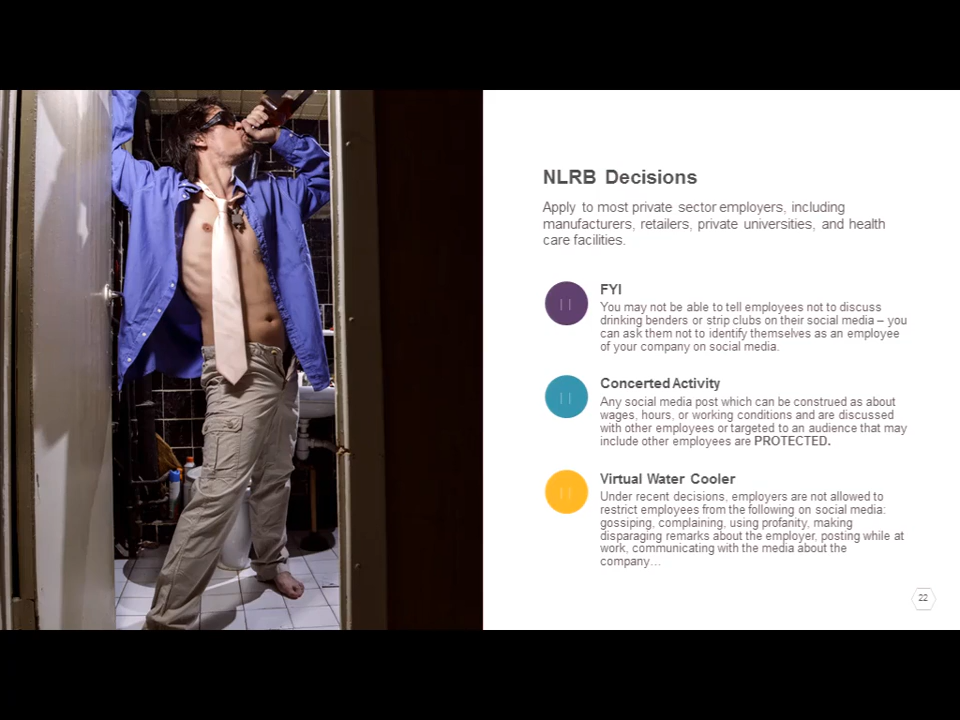 NLRB Decisions
Apply to most private sector employers, including
manufacturers, retailers, private universities, and health
care facilities.
FYI
You may not be able to tell employees not to discuss
drinking benders or strip clubs on their social media – you
can ask them not to identify themselves as an employee
of your company on social media.
Concerted Activity
Any social media post which can be construed as about
wages, hours, or working conditions and are discussed
with other employees or targeted to an audience that may
include other employees are PROTECTED.
Virtual Water Cooler
Under recent decisions, employers are not allowed to
restrict employees from the following on social media:
gossiping, complaining, using profanity, making
disparaging remarks about the employer, posting while at
work, communicating with the media about the
company…
22